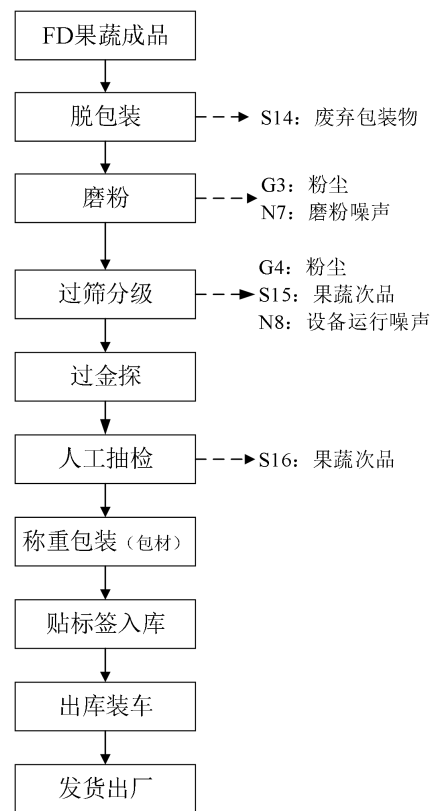 FD果蔬成品
脱包装
S14：废弃包装物
磨粉
G3：粉尘
N7：磨粉噪声
过筛分级
G4：粉尘
S15：果蔬次品
N8：设备运行噪声
过金探
人工抽检
S16：果蔬次品
称重包装（包材）
贴标签入库
出库装车
发货出厂